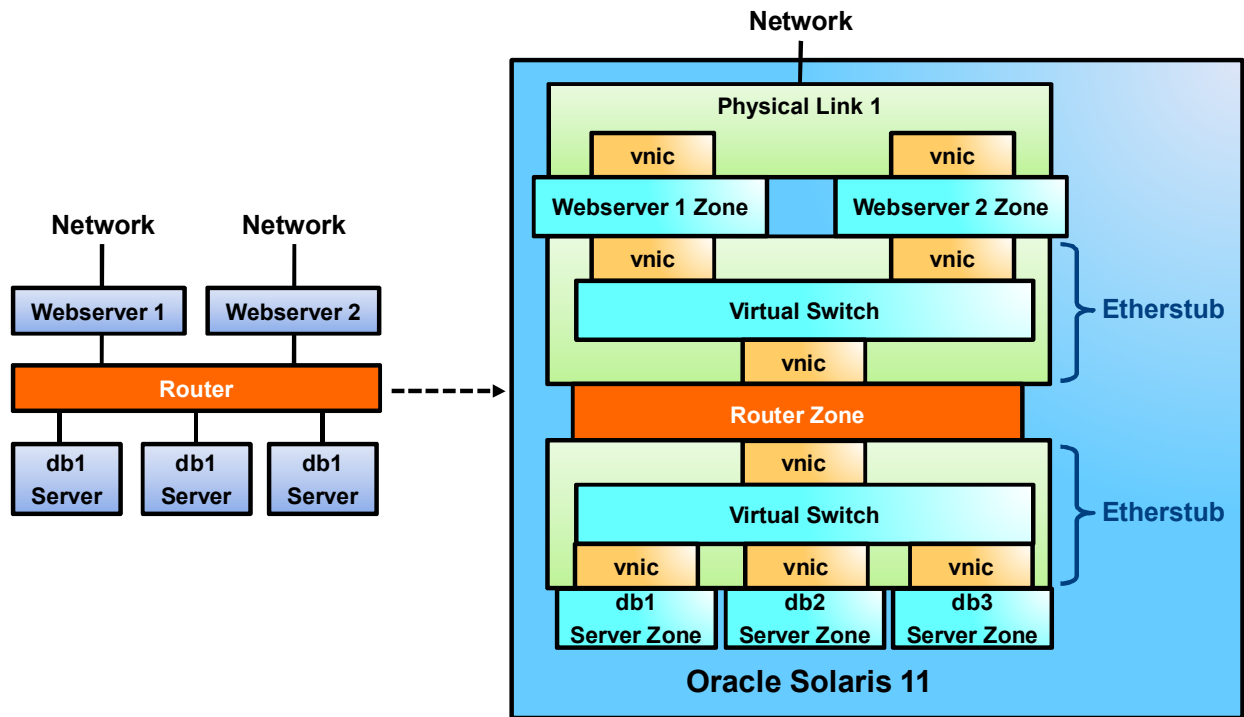 Network
Physical Link 1
vnic vnic
Webserver 1 Zone Webserver 2 Zone
vnic vnic
Virtual Switch
Etherstub
vnic
Router Zone
vnic
Virtual Switch
Etherstub
vnic vnic vnic
db1 db2 db3
Server Zone Server Zone Server Zone
Oracle Solaris 11
Network Network
Webserver 1 Webserver 2
Router
db1 db1 db1
Server Server Server